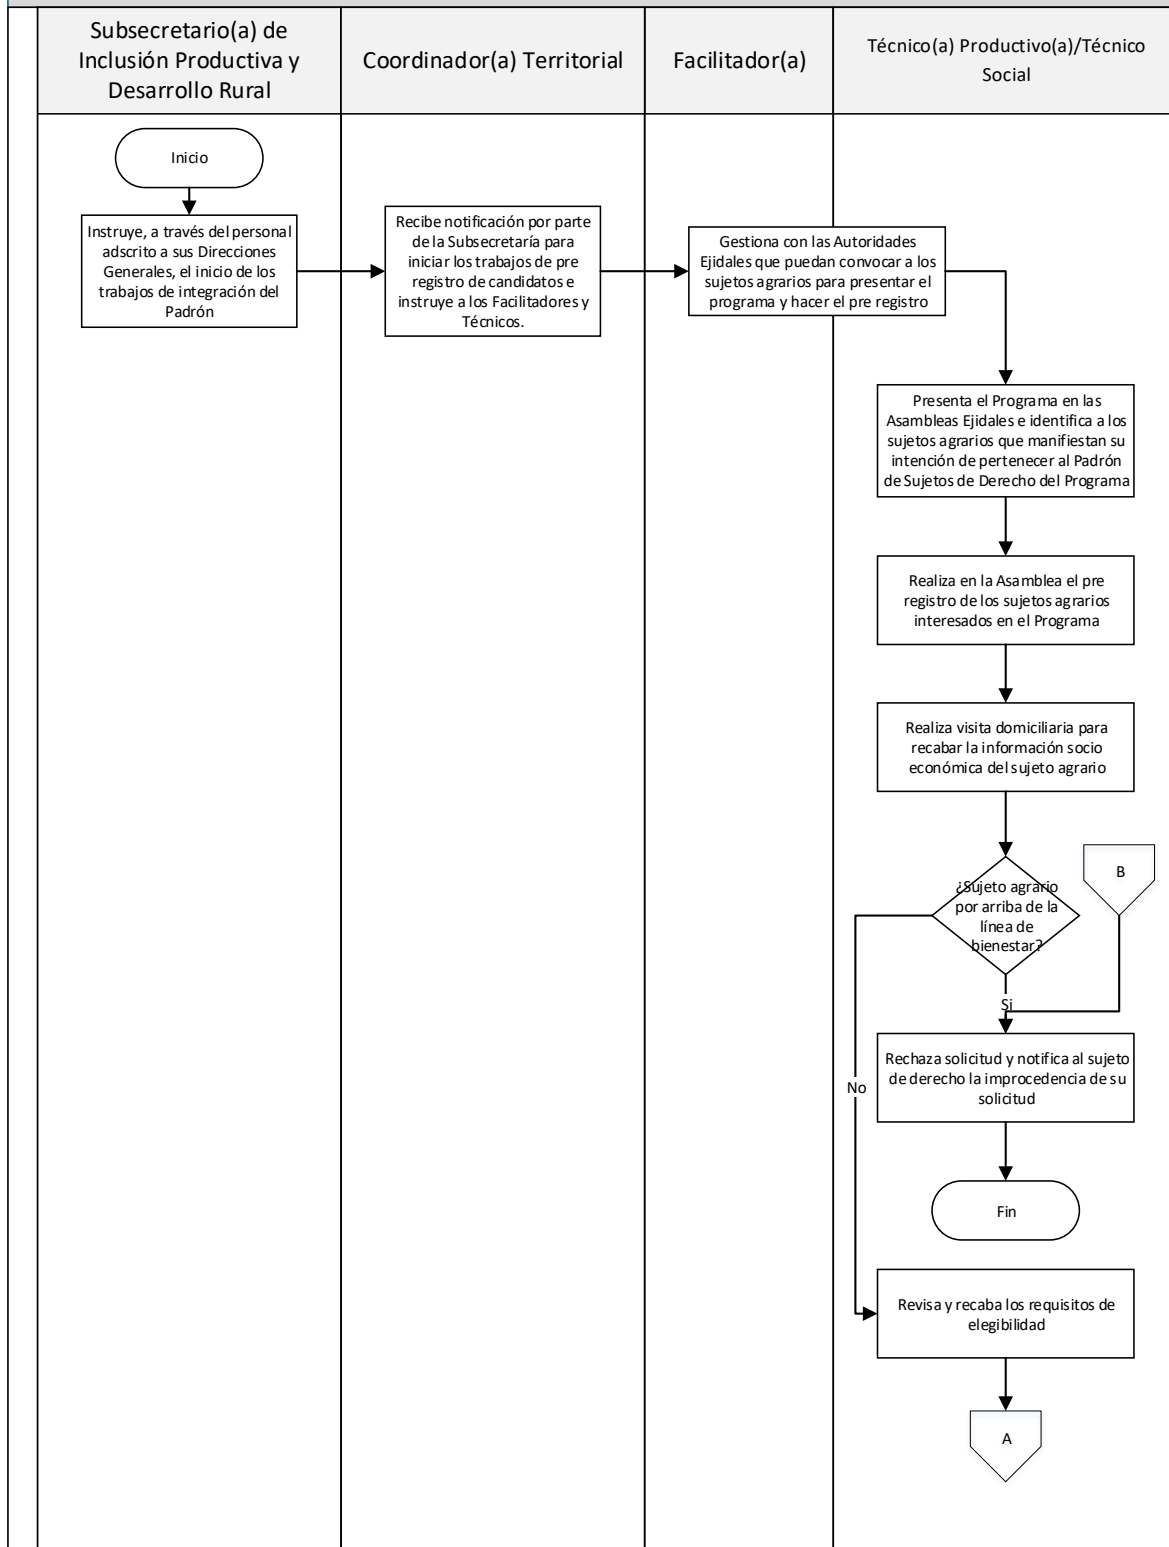 Subsecretario(a) de
Inclusión Productiva y
Desarrollo Rural
Coordinador(a) Territorial
Facilitador(a)
Técnico(a) Productivo(a)/Técnico
Social
Inicio
Instruye, a través del personal
adscrito a sus Direcciones
Generales, el inicio de los
trabajos de integración del
Padrón
Recibe notificación por parte
de la Subsecretaría para
iniciar los trabajos de pre
registro de candidatos e
instruye a los Facilitadores y
Técnicos.
Gestiona con las Autoridades
Ejidales que puedan convocar a los
sujetos agrarios para presentar el
programa y hacer el pre registro
Presenta el Programa en las
Asambleas Ejidales e identifica a los
sujetos agrarios que manifiestan su
intención de pertenecer al Padrón
de Sujetos de Derecho del Programa
Realiza en la Asamblea el pre
registro de los sujetos agrarios
interesados en el Programa
Realiza visita domiciliaria para
recabar la información socio
económica del sujeto agrario
¿Sujeto agrario
por arriba de la
línea de
bienestar?
B
Si
Rechaza solicitud y notifica al sujeto
de derecho la improcedencia de su
solicitud
No
Fin
Revisa y recaba los requisitos de
elegibilidad
A